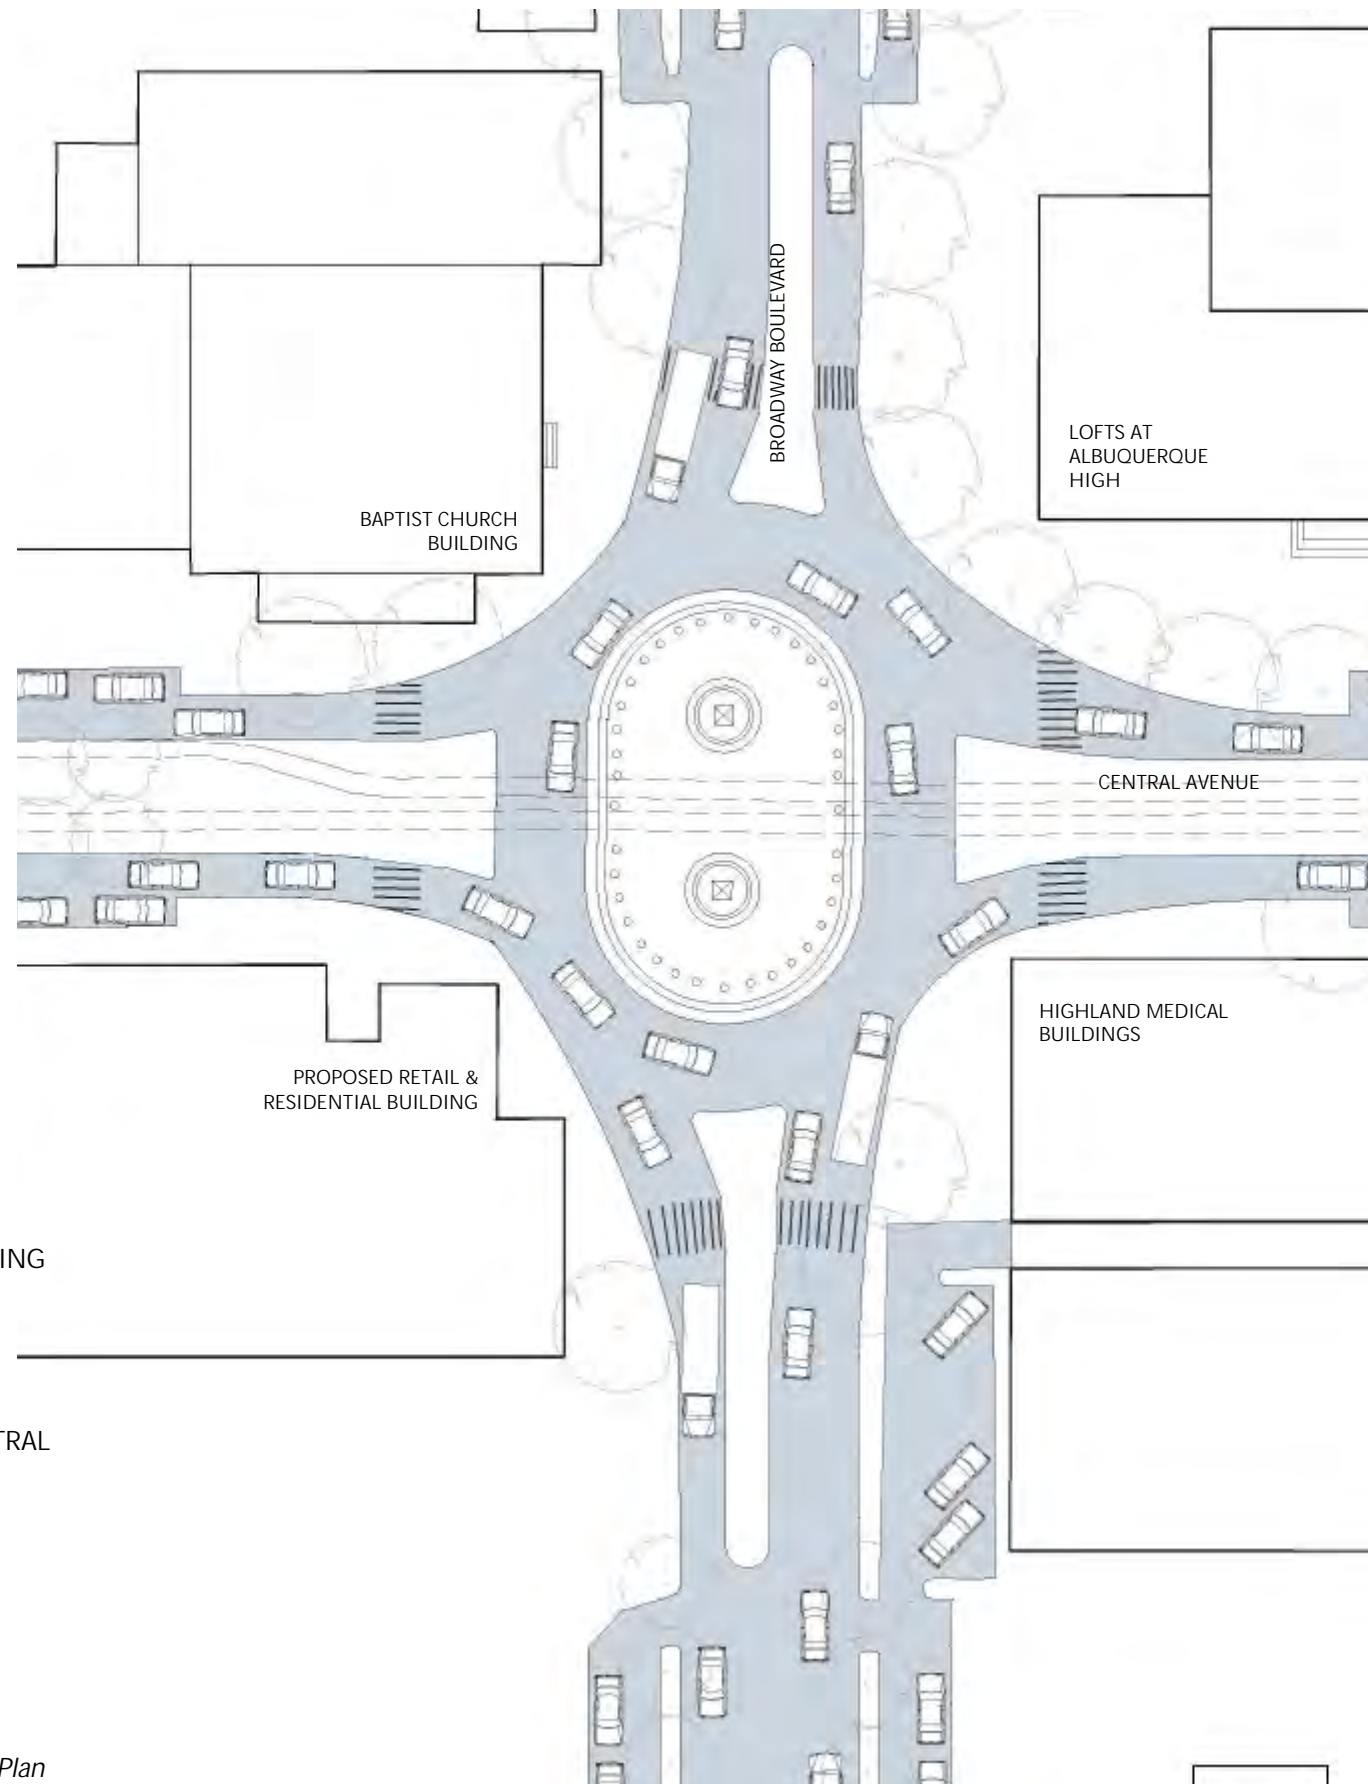 BROADWAY BOULEVARD
LOFTS AT
ALBUQUERQUE
HIGH
BAPTIST CHURCH
BUILDING
CENTRAL AVENUE
HIGHLAND MEDICAL
BUILDINGS
PROPOSED RETAIL &
RESIDENTIAL BUILDING
ING
TRAL
Plan